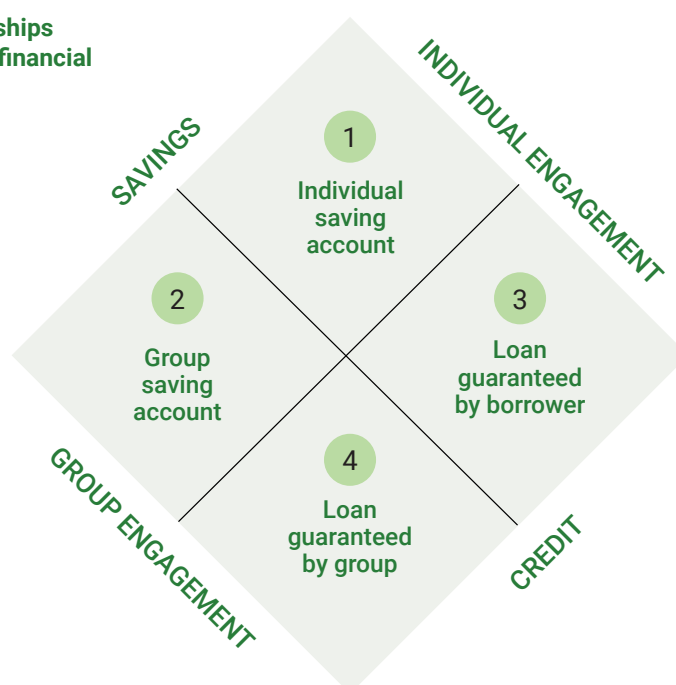 ships
financial
INDIVIDUAL ENGAGEMENT
SAVINGS
1
Individual
saving
account
2
Group
saving
account
3
Loan
guaranteed
by borrower
4
Loan
guaranteed
by group
GROUP ENGAGEMENT
CREDIT